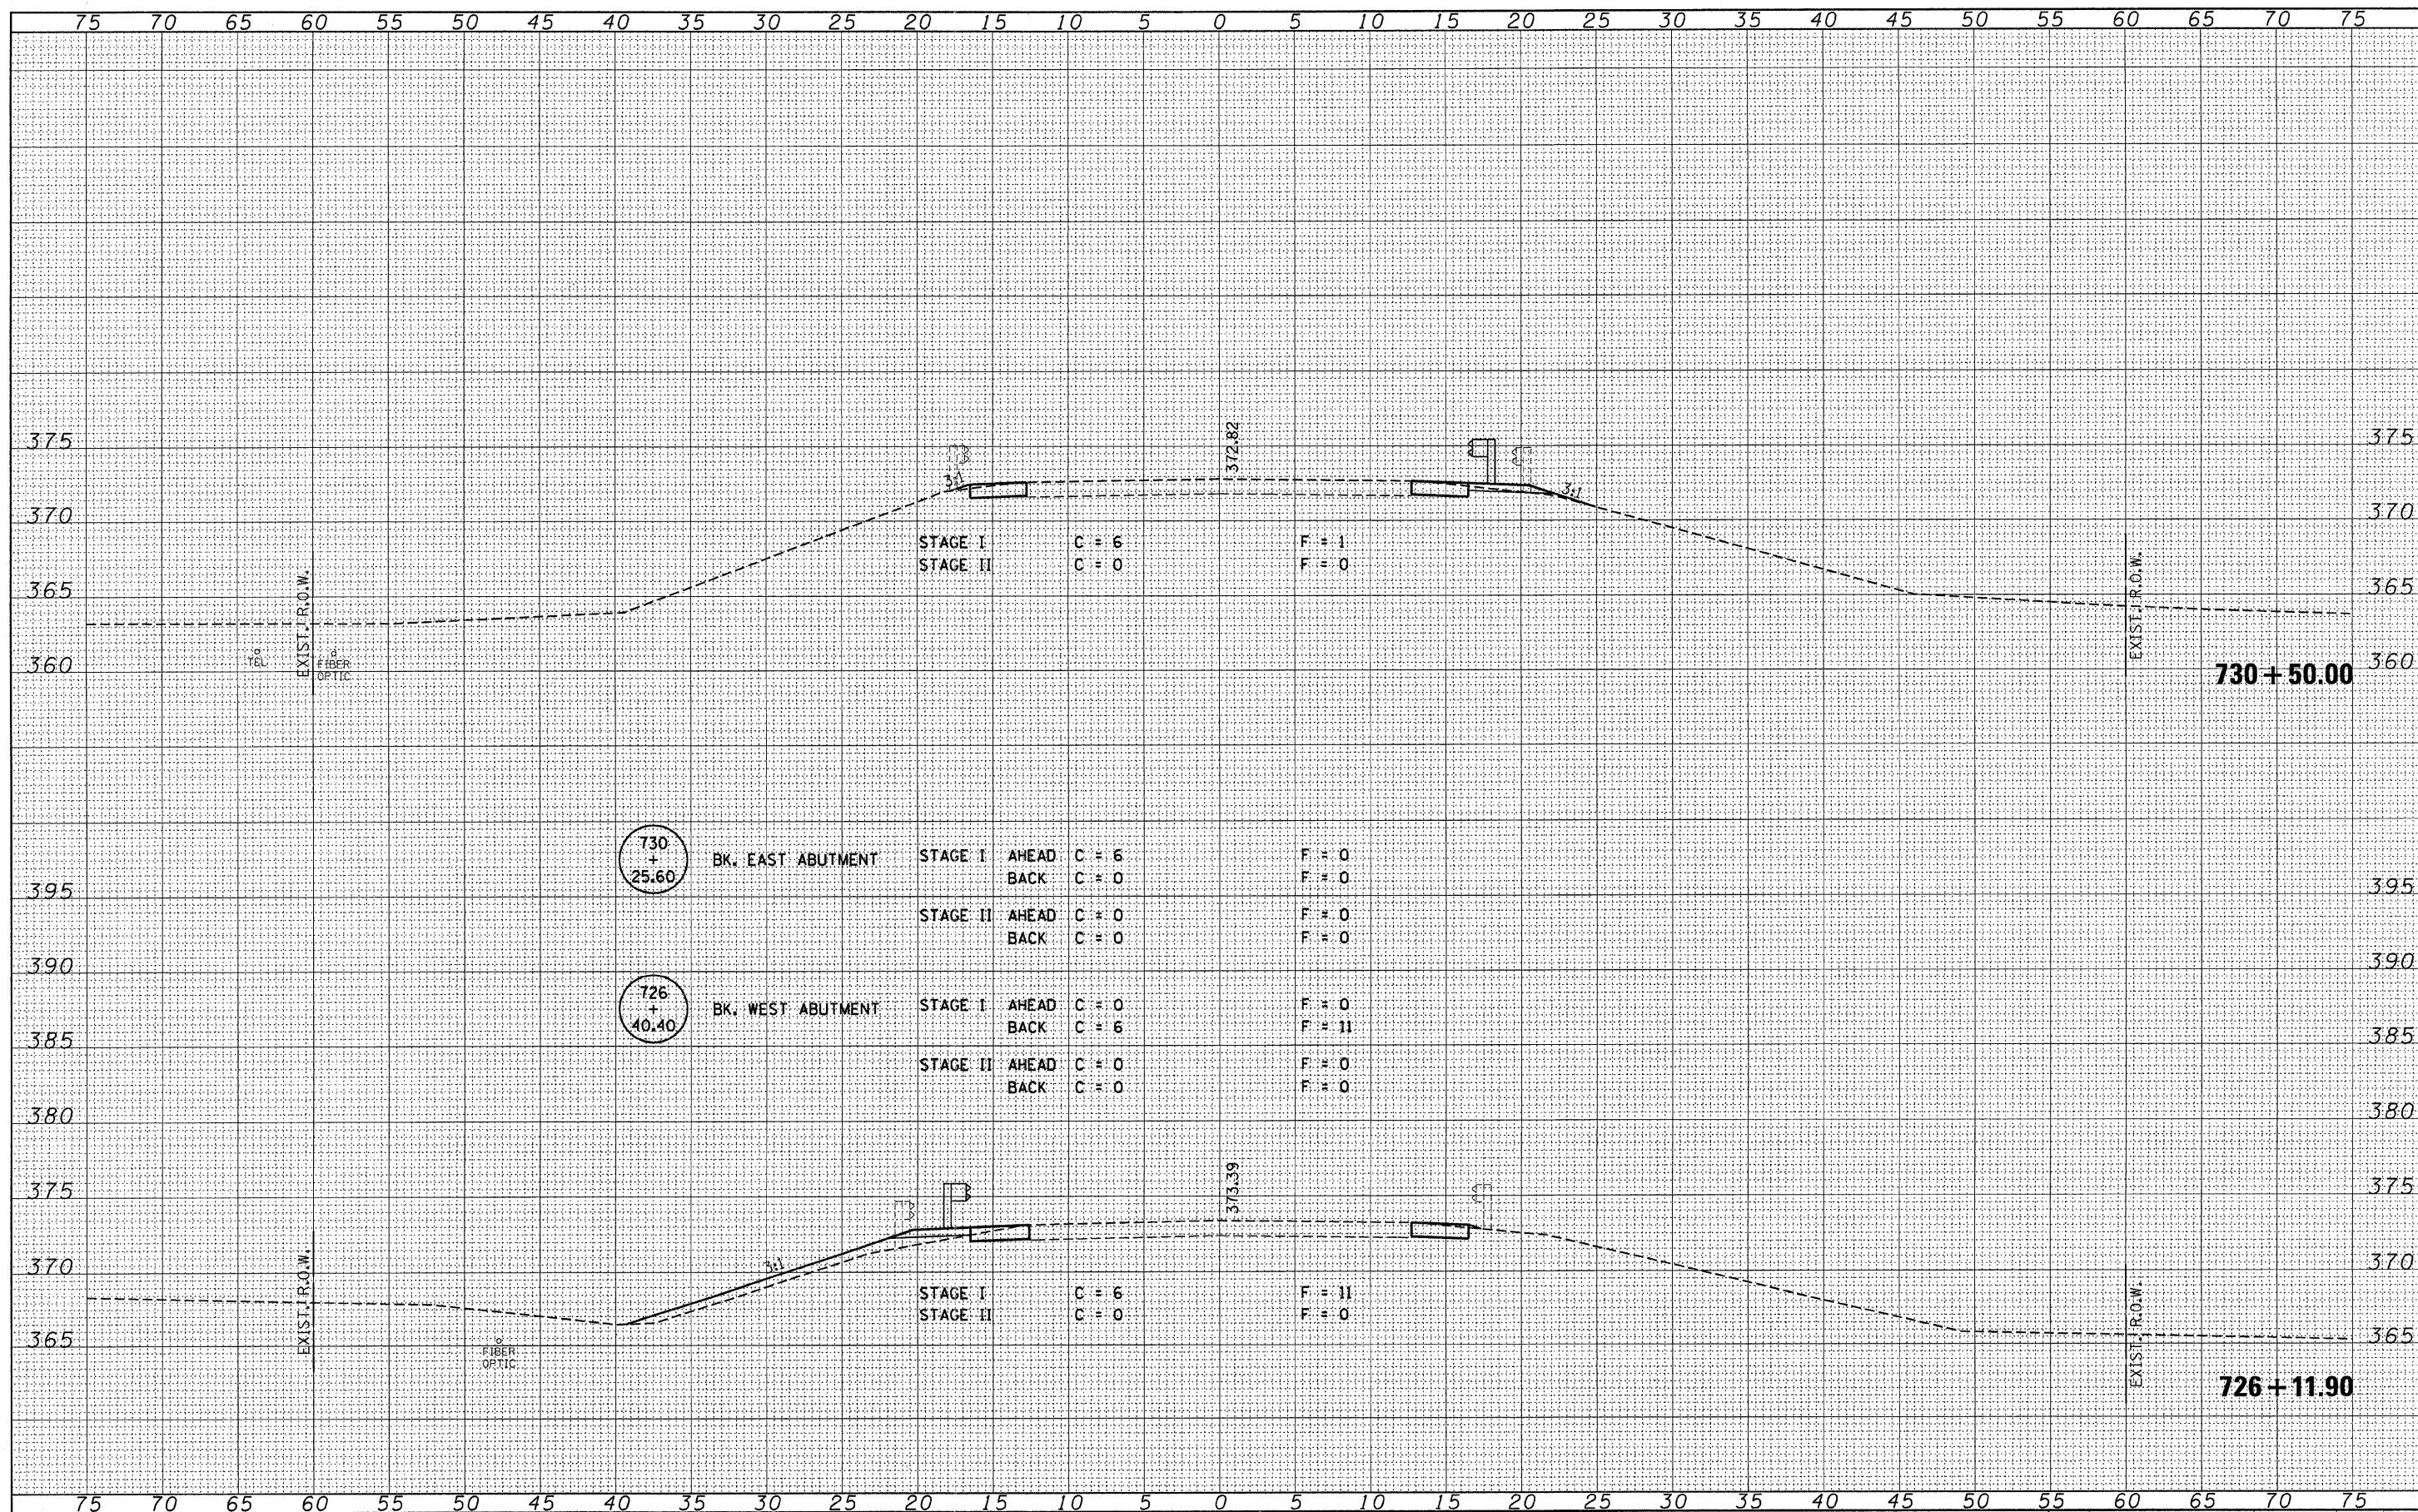 75 70 65 60 55 50 45 40 35 30 25 20 15 10 5 0 5 10 15 20 25 30 35 40 45 50 55 60 65 70 75
372.82
375 375
3:1 3:1
370 370
STAGE I C = 6 F = 1
STAGE II C = 0 F = 0
EXIST. R.O.W. EXIST. R.O.W.
365 365
TEL FIBER
OPTIC
360 360
730 + 50.00
730
+
25.60
BK. EAST ABUTMENT STAGE I AHEAD C = 6 F = 0
BACK C = 0 F = 0
395 395
STAGE II AHEAD C = 0 F = 0
BACK C = 0 F = 0
390 390
726
+
40.40
BK. WEST ABUTMENT STAGE I AHEAD C = 0 F = 0
BACK C = 6 F = 11
385 385
STAGE II AHEAD C = 0 F = 0
BACK C = 0 F = 0
380 380
373.39
375 375
3:1
370 370
STAGE I C = 6 F = 11
STAGE II C = 0 F = 0
EXIST. R.O.W. EXIST. R.O.W.
365 365
FIBER
OPTIC
726 + 11.90
75 70 65 60 55 50 45 40 35 30 25 20 15 10 5 0 5 10 15 20 25 30 35 40 45 50 55 60 65 70 75